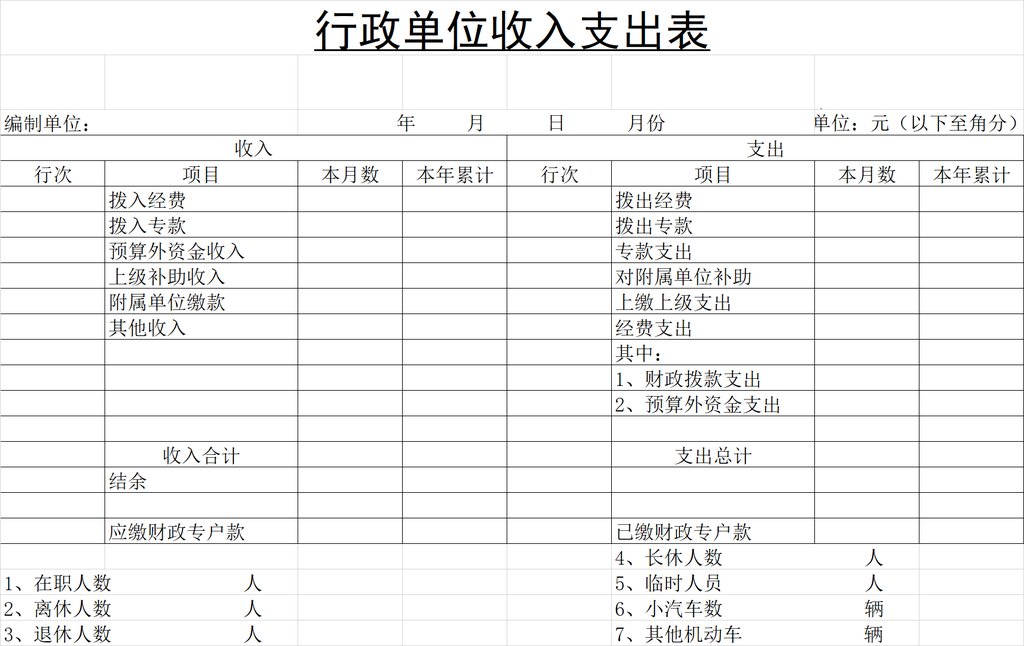 行政单位收入支出表
编制单位： 年 月 日 月份 单位：元（以下至角分）
收入 支出
行次 项目 本月数 本年累计 行次 项目 本月数 本年累计
拨入经费 拨出经费
拨入专款 拨出专款
预算外资金收入 专款支出
上级补助收入 对附属单位补助
附属单位缴款 上缴上级支出
其他收入 经费支出
其中：
1、财政拨款支出
2、预算外资金支出
收入合计 支出总计
结余
应缴财政专户款 已缴财政专户款
4、长休人数 人
1、在职人数 人 5、临时人员 人
2、离休人数 人 6、小汽车数 辆
3、退休人数 人 7、其他机动车 辆